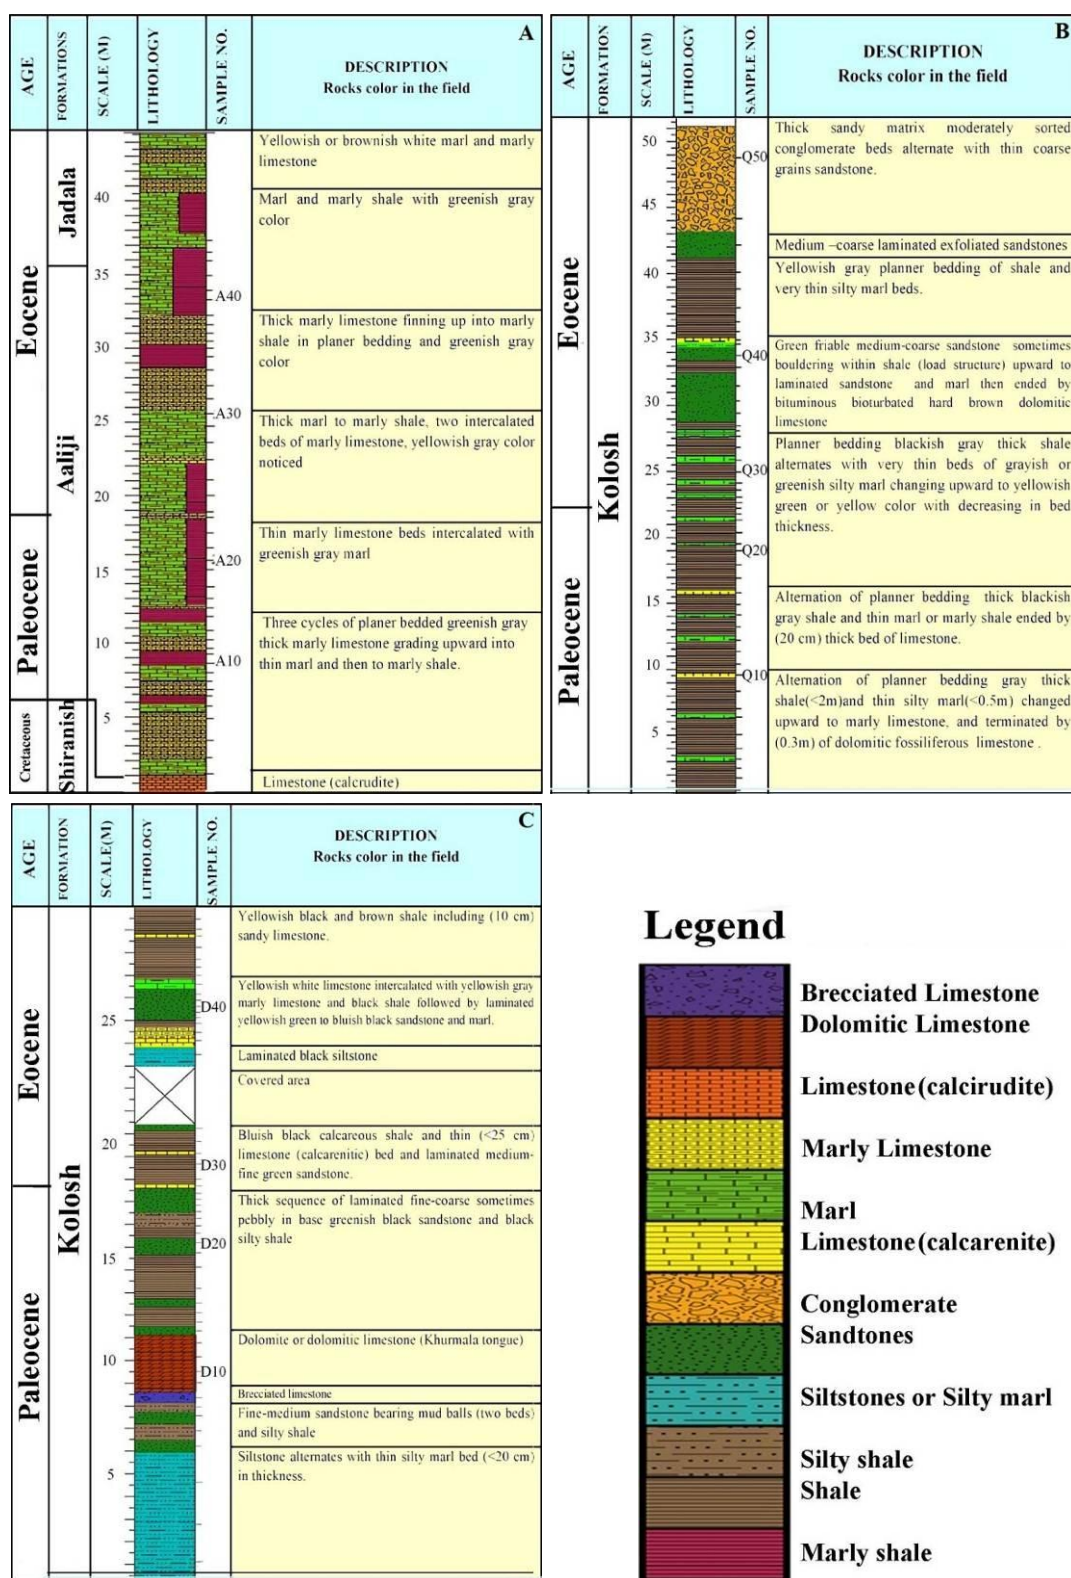 A
AGE
FORMATIONS
SCALE (M)
LITHOLOGY
SAMPLE NO.
DESCRIPTION
Rocks color in the field
Eocene
Paleocene
Cretaceous
Jadala
Aaliji
Shiranish
40
35
30
25
20
15
10
5
A40
A30
A20
A10
Yellowish or brownish white marl and marly
limestone
Marl and marly shale with greenish gray
color
Thick marly limestone finning up into marly
shale in planer bedding and greenish gray
color
Thick marl to marly shale, two intercalated
beds of marly limestone, yellowish gray color
noticed
Thin marly limestone beds intercalated with
greenish gray marl
Three cycles of planer bedded greenish gray
thick marly limestone grading upward into
thin marl and then to marly shale.
Limestone (calcrudite)
B
AGE
FORMATION
SCALE (M)
LITHOLOGY
SAMPLE NO.
DESCRIPTION
Rocks color in the field
Eocene
Paleocene
Kolosh
50
45
40
35
30
25
20
15
10
5
Q50
Q40
Q30
Q20
Q10
Thick sandy matrix moderately sorted
conglomerate beds alternate with thin coarse
grains sandstone.
Medium –coarse laminated exfoliated sandstones
Yellowish gray planner bedding of shale and
very thin silty marl beds.
Green friable medium-coarse sandstone sometimes
bouldering within shale (load structure) upward to
laminated sandstone and marl then ended by
bituminous bioturbated hard brown dolomitic
limestone
Planner bedding blackish gray thick shale
alternates with very thin beds of grayish or
greenish silty marl changing upward to yellowish
green or yellow color with decreasing in bed
thickness.
Alternation of planner bedding thick blackish
gray shale and thin marl or marly shale ended by
(20 cm) thick bed of limestone.
Alternation of planner bedding gray thick
shale(<2m)and thin silty marl(<0.5m) changed
upward to marly limestone, and terminated by
(0.3m) of dolomitic fossiliferous limestone .
C
AGE
FORMATION
SCALE(M)
LITHOLOGY
SAMPLE NO.
DESCRIPTION
Rocks color in the field
Eocene
Paleocene
Kolosh
25
20
15
10
5
D40
D30
D20
D10
Yellowish black and brown shale including (10 cm)
sandy limestone.
Yellowish white limestone intercalated with yellowish gray
marly limestone and black shale followed by laminated
yellowish green to bluish black sandstone and marl.
Laminated black siltstone
Covered area
Bluish black calcareous shale and thin (<25 cm)
limestone (calcarenitic) bed and laminated medium-
fine green sandstone.
Thick sequence of laminated fine-coarse sometimes
pebbly in base greenish black sandstone and black
silty shale
Dolomite or dolomitic limestone (Khurmala tongue)
Brecciated limestone
Fine-medium sandstone bearing mud balls (two beds)
and silty shale
Siltstone alternates with thin silty marl bed (<20 cm)
in thickness.
Legend
Brecciated Limestone
Dolomitic Limestone
Limestone(calcirudite)
Marly Limestone
Marl
Limestone(calcarenite)
Conglomerate
Sandtones
Siltstones or Silty marl
Silty shale
Shale
Marly shale